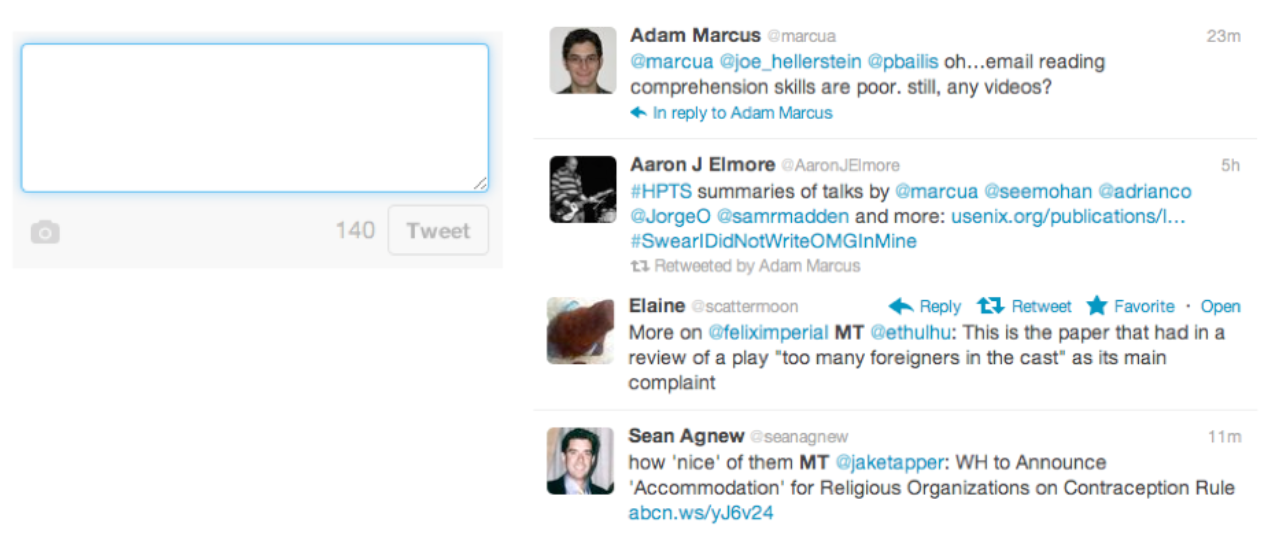 140 Tweet
Adam Marcus @marcua 23m
@marcua @joe_hellerstein @pbailis oh...email reading
comprehension skills are poor. still, any videos?
In reply to Adam Marcus
Aaron J Elmore @AaronJElmore 5h
#HPTS summaries of talks by @marcua @seemohan @adrianco
@JorgeO @samrmadden and more: usenix.org/publications/l...
#SwearIDidNotWriteOMGInMine
Retweeted by Adam Marcus
Elaine @scattermoon Reply Retweet Favorite · Open
More on @felixímperial MT @ethulhu: This is the paper that had in a
review of a play "too many foreigners in the cast" as its main
complaint
Sean Agnew @seanagnew 11m
how 'nice' of them MT @jaketapper: WH to Announce
'Accommodation' for Religious Organizations on Contraception Rule
abcn.ws/yJ6v24